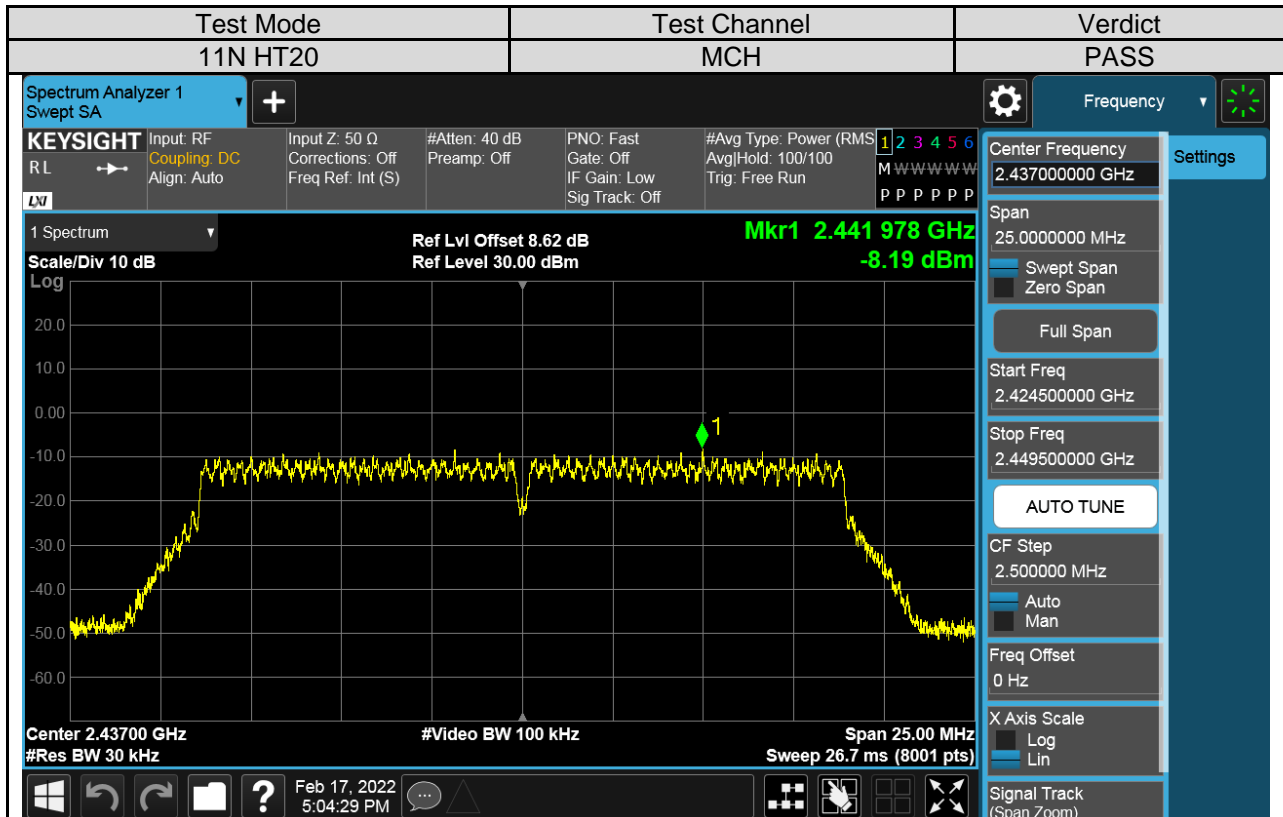 Test Mode Test Channel Verdict
11N HT20 MCH PASS
Spectrum Analyzer 1
Swept SA
+
Frequency
KEYSIGHT
RL
LXI
Input: RF
Coupling: DC
Align: Auto
Input Z: 50 Ω
Corrections: Off
Freq Ref: Int (S)
#Atten: 40 dB
Preamp: Off
PNO: Fast
Gate: Off
IF Gain: Low
Sig Track: Off
#Avg Type: Power (RMS
Avg|Hold: 100/100
Trig: Free Run
1 2 3 4 5 6
M W W W W W
P P P P P P
1 Spectrum
Scale/Div 10 dB
Log
Ref Lvl Offset 8.62 dB
Ref Level 30.00 dBm
Mkr1 2.441 978 GHz
-8.19 dBm
20.0
10.0
0.00
-10.0
-20.0
-30.0
-40.0
-50.0
-60.0
1
Center 2.43700 GHz
#Res BW 30 kHz
#Video BW 100 kHz
Span 25.00 MHz
Sweep 26.7 ms (8001 pts)
?
Feb 17, 2022
5:04:29 PM
Center Frequency
2.437000000 GHz
Settings
Span
25.0000000 MHz
Swept Span
Zero Span
Full Span
Start Freq
2.424500000 GHz
Stop Freq
2.449500000 GHz
AUTO TUNE
CF Step
2.500000 MHz
Auto
Man
Freq Offset
0 Hz
X Axis Scale
Log
Lin
Signal Track
(Span Zoom)